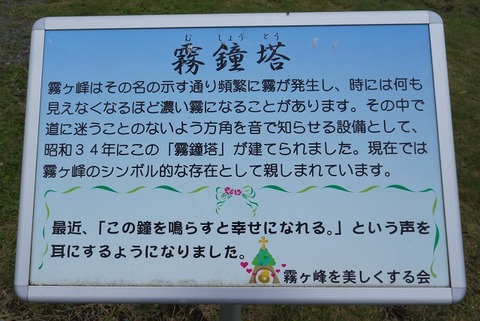 む しょう とう
霧鐘塔
霧ヶ峰はその名の示す通り頻繁に霧が発生し、時には何も
見えなくなるほど濃い霧になることがあります。その中で
道に迷うことのないよう方角を音で知らせる設備として、
昭和34年にこの「霧鐘塔」が建てられました。現在では
霧ヶ峰のシンボル的な存在として親しまれています。
最近、「この鐘を鳴らすと幸せになれる。」という声を
耳にするようになりました。
霧ヶ峰を美しくする会